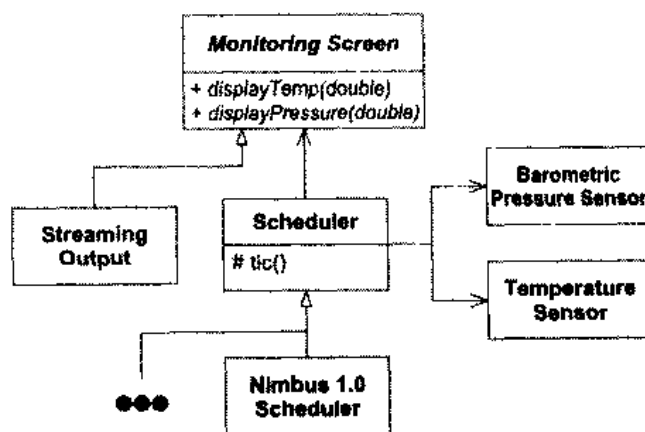 Monitoring Screen
+ displayTemp(double)
+ displayPressure(double)
Barometric
Pressure Sensor
Scheduler
# tic()
Streaming
Output
Temperature
Sensor
Nimbus 1.0
Scheduler